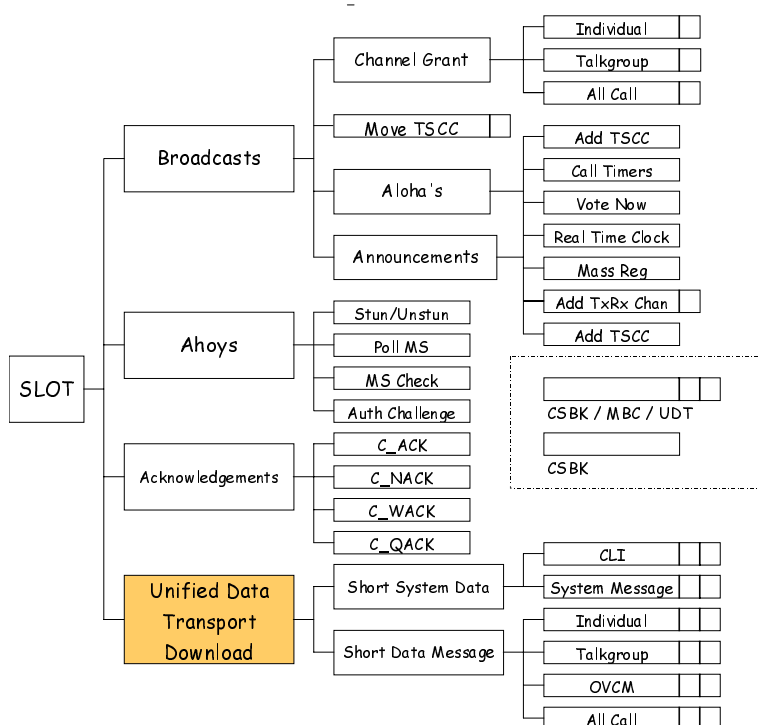 SLOT
Broadcasts
Channel Grant
Individual
Talkgroup
All Call
Move TSCC
Aloha's
Announcements
Add TSCC
Call Timers
Vote Now
Real Time Clock
Mass Reg
Add TxRx Chan
Add TSCC
Ahoys
Stun/Unstun
Poll MS
MS Check
Auth Challenge
CSBK / MBC / UDT
CSBK
Acknowledgements
C_ACK
C_NACK
C_WACK
C_QACK
Unified Data
Transport
Download
Short System Data
CLI
System Message
Short Data Message
Individual
Talkgroup
OVCM
All Call